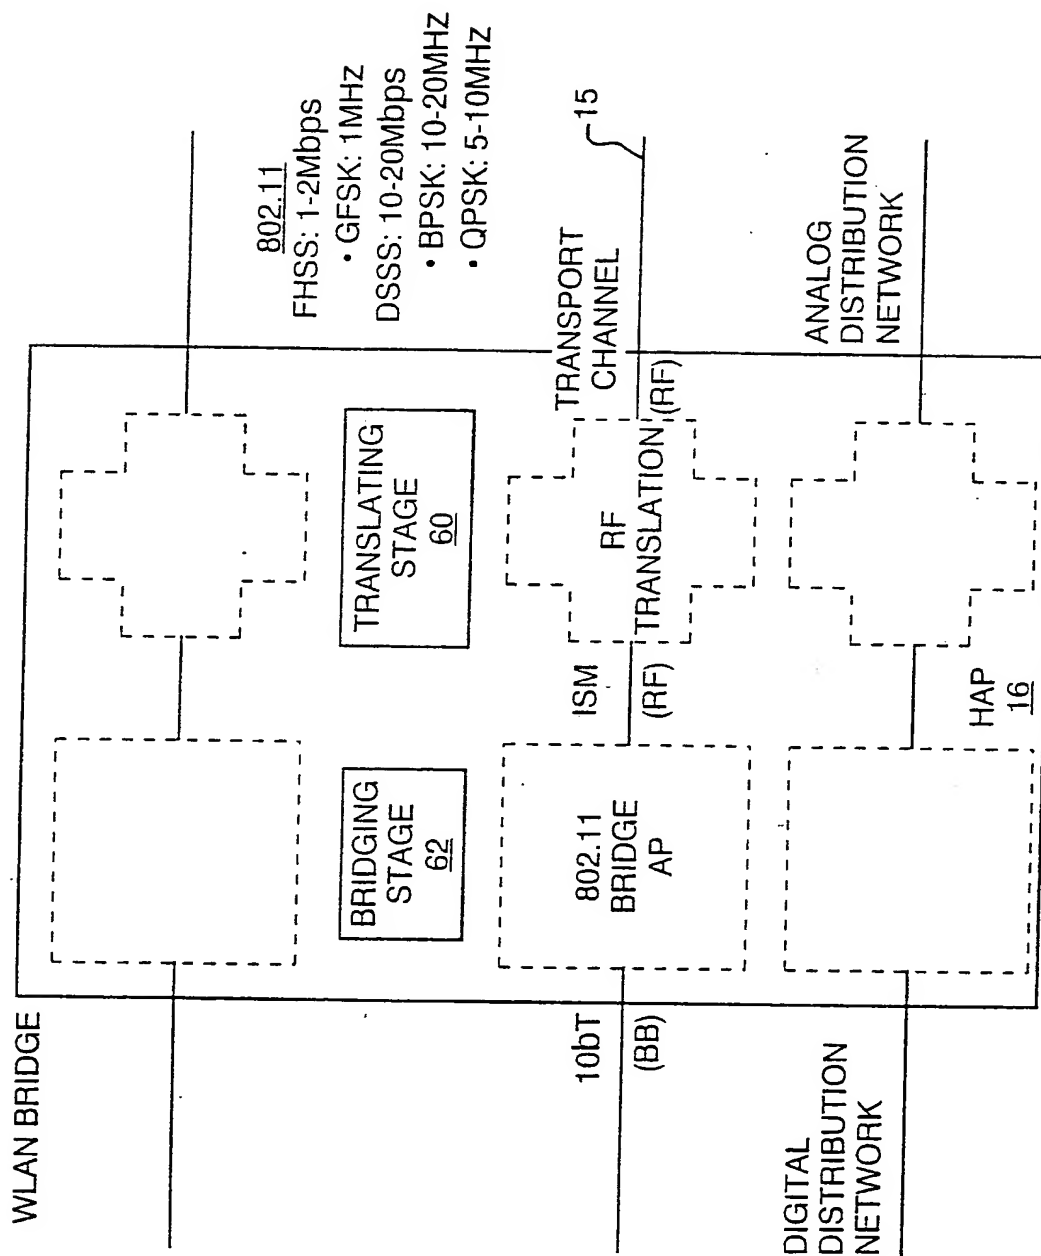 WLAN BRIDGE
802.11
FHSS: 1-2Mbps
• GFSK: 1MHZ
DSSS: 10-20Mbps
• BPSK: 10-20MHZ
• QPSK: 5-10MHZ
BRIDGING
STAGE
62
TRANSLATING
STAGE
60
10bT
(BB)
802.11
BRIDGE
AP
ISM
(RF)
RF
TRANSLATION
TRANSPORT
CHANNEL
(RF)
15
DIGITAL
DISTRIBUTION
NETWORK
HAP
16
ANALOG
DISTRIBUTION
NETWORK